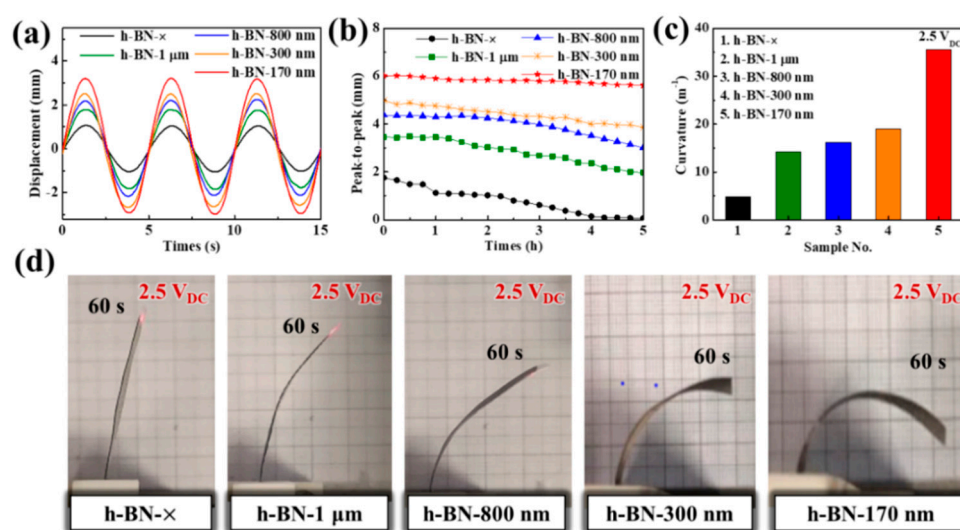 (a)
h-BN-×
h-BN-1 μm
h-BN-800 nm
h-BN-300 nm
h-BN-170 nm
Displacement (mm)
4
2
0
-2
0 5 10 15
Times (s)
(b)
h-BN-×
h-BN-1 μm
h-BN-800 nm
h-BN-300 nm
h-BN-170 nm
Peak-to-peak (mm)
8
6
4
2
0
0 1 2 3 4 5
Times (h)
(c)
2.5 VDC
1. h-BN-×
2. h-BN-1 μm
3. h-BN-800 nm
4. h-BN-300 nm
5. h-BN-170 nm
Curvature (m-1)
40
30
20
10
0
1 2 3 4 5
Sample No.
(d)
2.5 VDC
60 s
h-BN-×
2.5 VDC
60 s
h-BN-1 μm
2.5 VDC
60 s
h-BN-800 nm
2.5 VDC
60 s
h-BN-300 nm
2.5 VDC
60 s
h-BN-170 nm